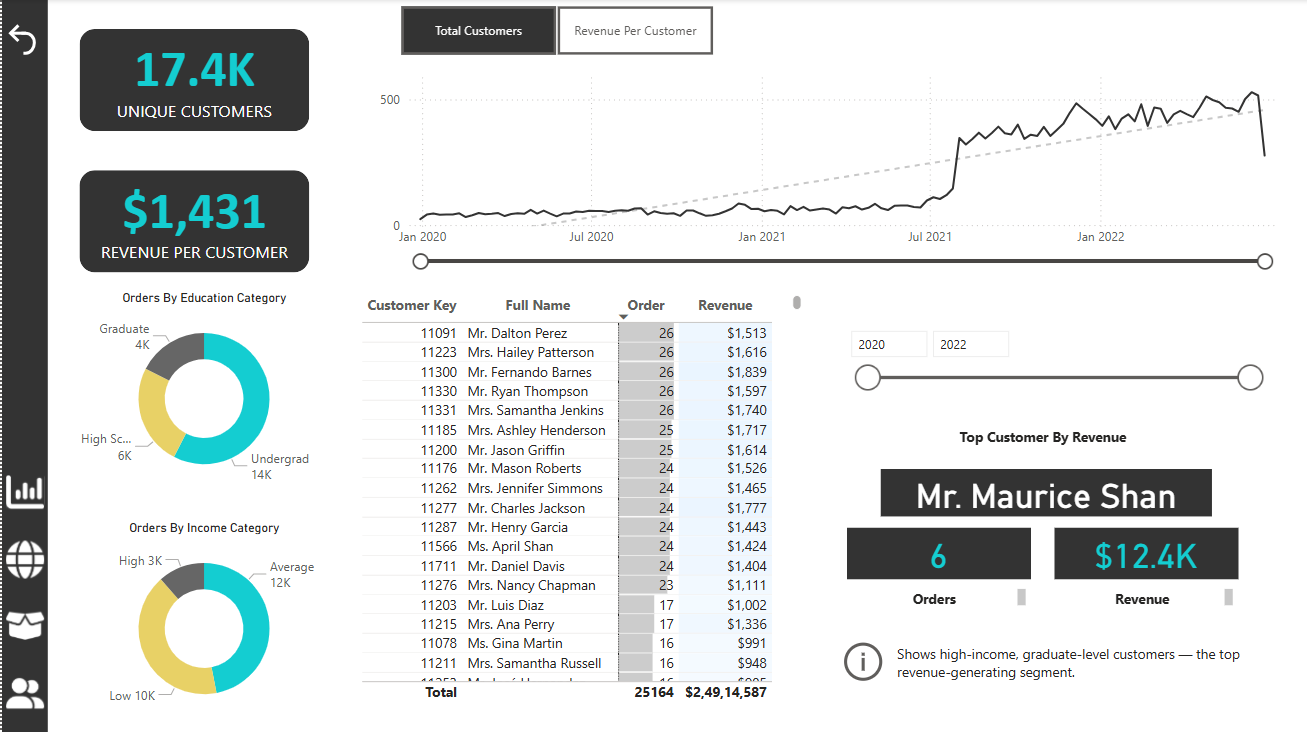 Total Customers
Revenue Per Customer
17.4K
UNIQUE CUSTOMERS
$1,431
REVENUE PER CUSTOMER
500
0
Jan 2020 Jul 2020 Jan 2021 Jul 2021 Jan 2022
Orders By Education Category
Graduate
4K
High Sc...
6K
Undergrad
14K
Orders By Income Category
High 3K
Average
12K
Low 10K
Customer Key Full Name Order Revenue
11091 Mr. Dalton Perez 26 $1,513
11223 Mrs. Hailey Patterson 26 $1,616
11300 Mr. Fernando Barnes 26 $1,839
11330 Mr. Ryan Thompson 26 $1,597
11331 Mrs. Samantha Jenkins 26 $1,740
11185 Mrs. Ashley Henderson 25 $1,717
11200 Mr. Jason Griffin 25 $1,614
11176 Mr. Mason Roberts 24 $1,526
11262 Mrs. Jennifer Simmons 24 $1,465
11277 Mr. Charles Jackson 24 $1,777
11287 Mr. Henry Garcia 24 $1,443
11566 Ms. April Shan 24 $1,424
11711 Mr. Daniel Davis 24 $1,404
11276 Mrs. Nancy Chapman 23 $1,111
11203 Mr. Luis Diaz 17 $1,002
11215 Mrs. Ana Perry 17 $1,336
11078 Ms. Gina Martin 16 $991
11211 Mrs. Samantha Russell 16 $948
Total 25164 $2,49,14,587
2020 2022
Top Customer By Revenue
Mr. Maurice Shan
6
Orders
$12.4K
Revenue
Shows high-income, graduate-level customers — the top
revenue-generating segment.